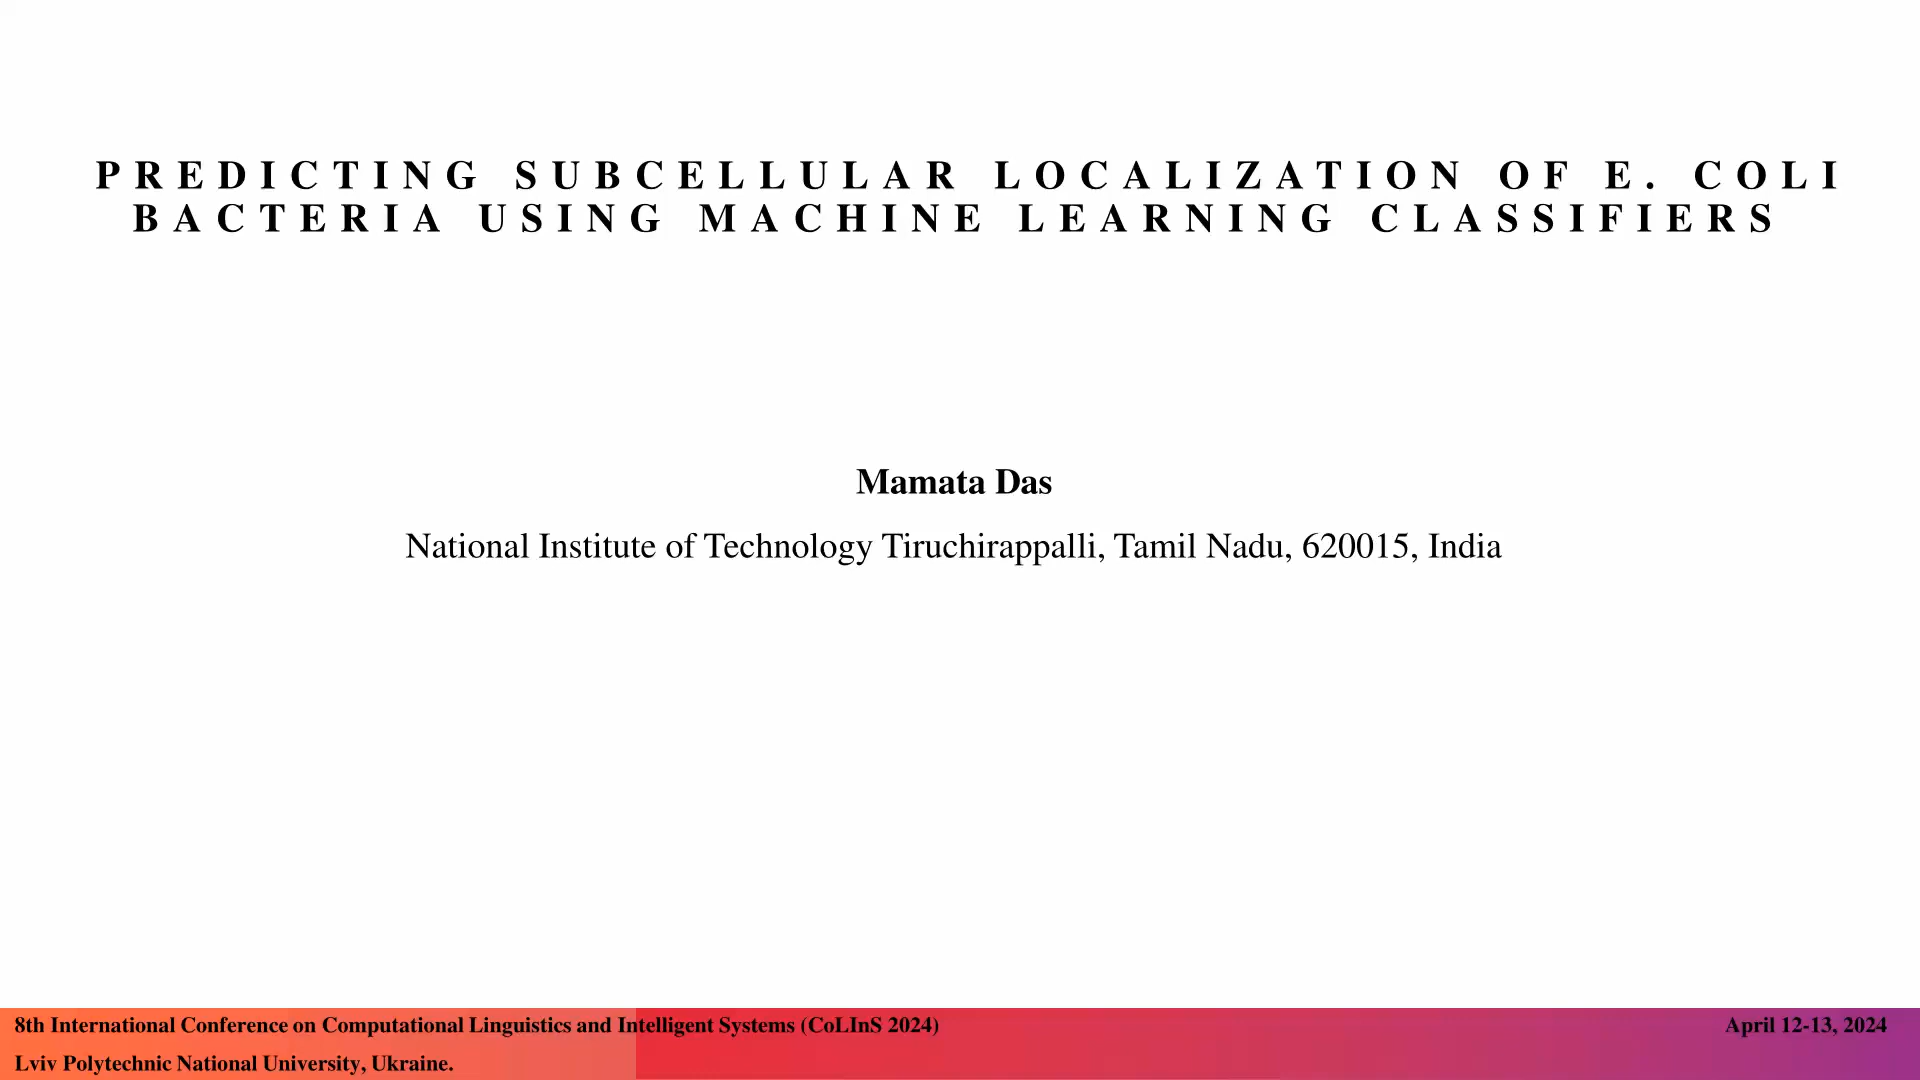 PREDICTING SUBCELLULAR LOCALIZATION OF E. COLI
BACTERIA USING MACHINE LEARNING CLASSIFIERS
Mamata Das
National Institute of Technology Tiruchirappalli, Tamil Nadu, 620015, India
8th International Conference on Computational Linguistics and Intelligent Systems (CoLInS 2024)
April 12-13, 2024
Lviv Polytechnic National University, Ukraine.